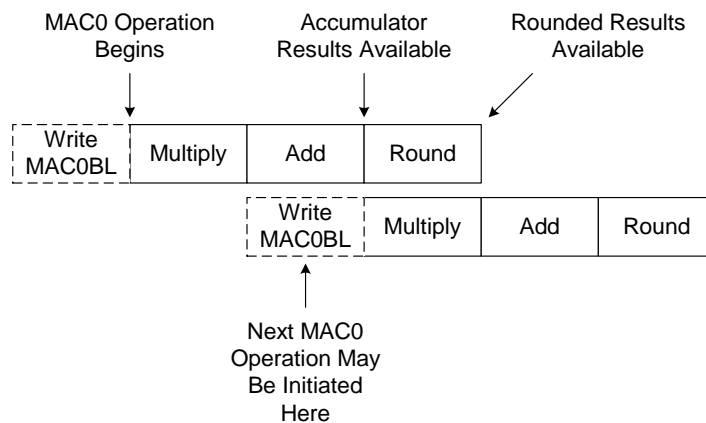 MAC0 Operation
Begins
Accumulator
Results Available
Rounded Results
Available
Write
MAC0BL
Multiply
Add
Round
Write
MAC0BL
Multiply
Add
Round
Next MAC0
Operation May
Be Initiated
Here